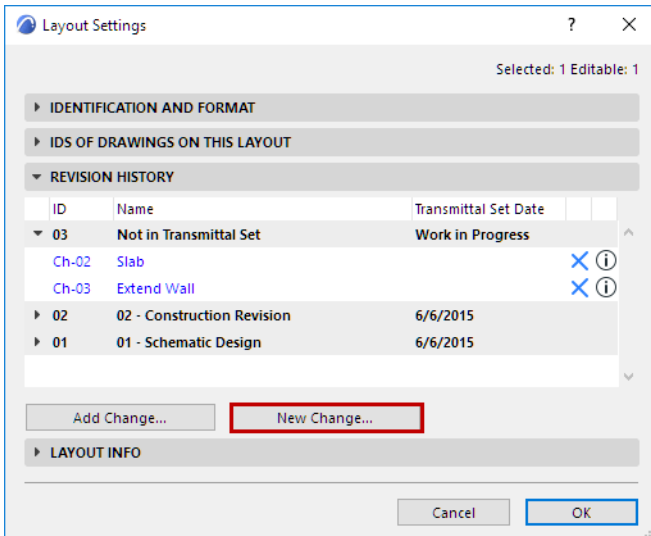 Layout Settings ?
Selected: 1 Editable: 1
IDENTIFICATION AND FORMAT
IDS OF DRAWINGS ON THIS LAYOUT
REVISION HISTORY
ID Name Transmittal Set Date
03 Not in Transmittal Set Work in Progress
Ch-02 Slab
Ch-03 Extend Wall
02 02 - Construction Revision 6/6/2015
01 01 - Schematic Design 6/6/2015
Add Change... New Change...
LAYOUT INFO
Cancel OK